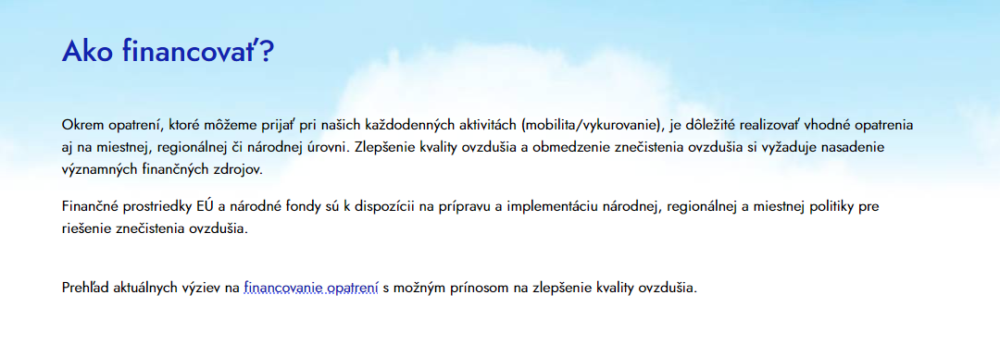 Ako financovať?
Okrem opatrení, ktoré môžeme prijať pri našich každodenných aktivitách (mobilita/vykurovanie), je dôležité realizovať vhodné opatrenia
aj na miestnej, regionálnej či národnej úrovni. Zlepšenie kvality ovzdušia a obmedzenie znečistenia ovzdušia si vyžaduje nasadenie
významných finančných zdrojov.
Finančné prostriedky EÚ a národné fondy sú k dispozícii na prípravu a implementáciu národnej, regionálnej a miestnej politiky pre
riešenie znečistenia ovzdušia.
Prehľad aktuálnych výziev na financovanie opatrení s možným prínosom na zlepšenie kvality ovzdušia.